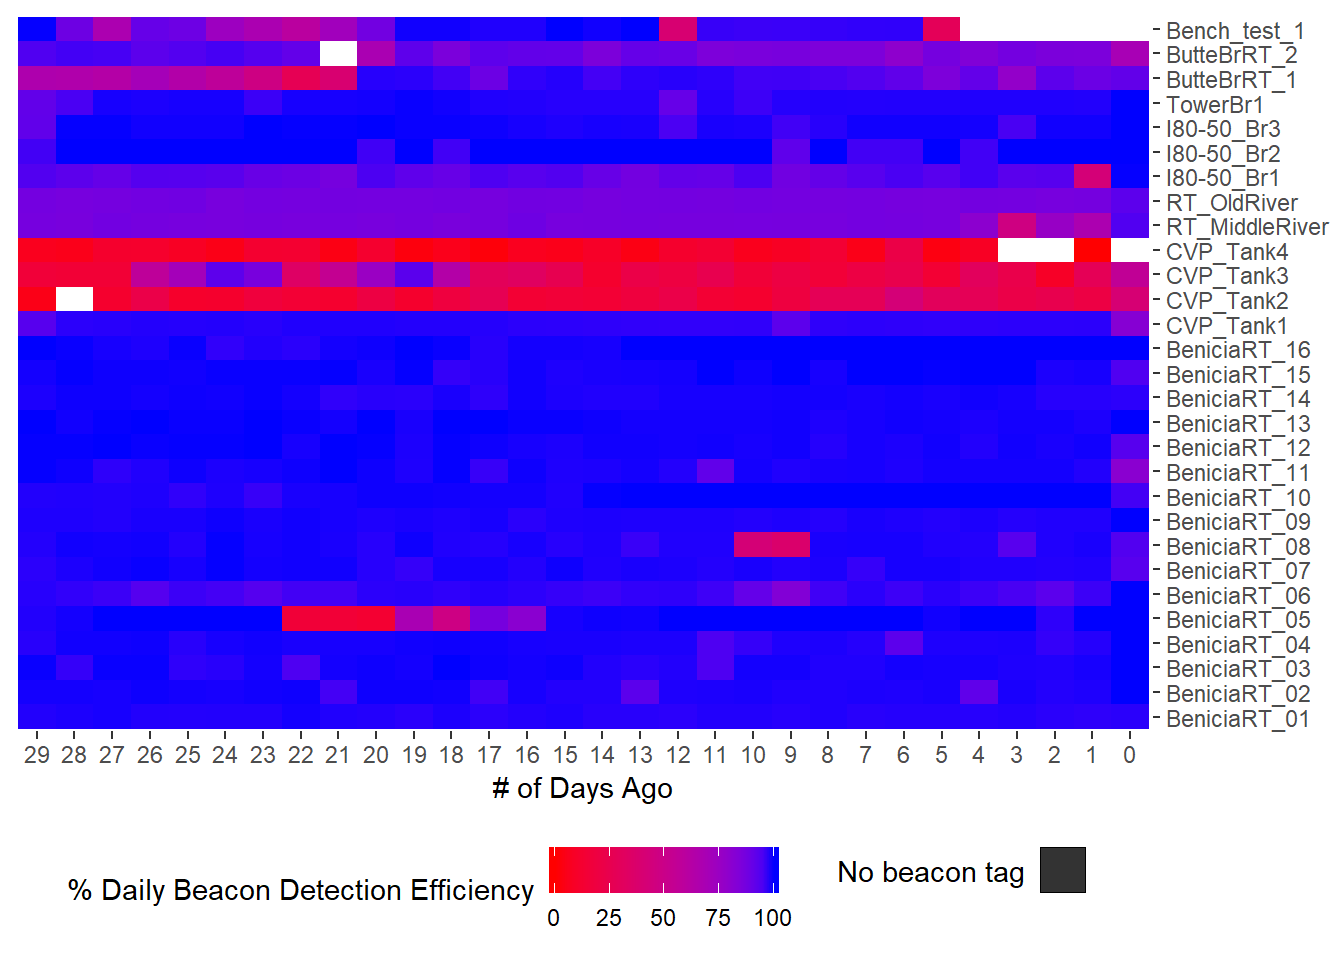 Bench_test_1
ButteBrRT_2
ButteBrRT_1
TowerBr1
I80-50_Br3
I80-50_Br2
I80-50_Br1
RT_OldRiver
RT_MiddleRiver
CVP_Tank4
CVP_Tank3
CVP_Tank2
CVP_Tank1
BeniciaRT_16
BeniciaRT_15
BeniciaRT_14
BeniciaRT_13
BeniciaRT_12
BeniciaRT_11
BeniciaRT_10
BeniciaRT_09
BeniciaRT_08
BeniciaRT_07
BeniciaRT_06
BeniciaRT_05
BeniciaRT_04
BeniciaRT_03
BeniciaRT_02
BeniciaRT_01
29 28 27 26 25 24 23 22 21 20 19 18 17 16 15 14 13 12 11 10 9 8 7 6 5 4 3 2 1 0
# of Days Ago
% Daily Beacon Detection Efficiency
0 25 50 75 100
No beacon tag